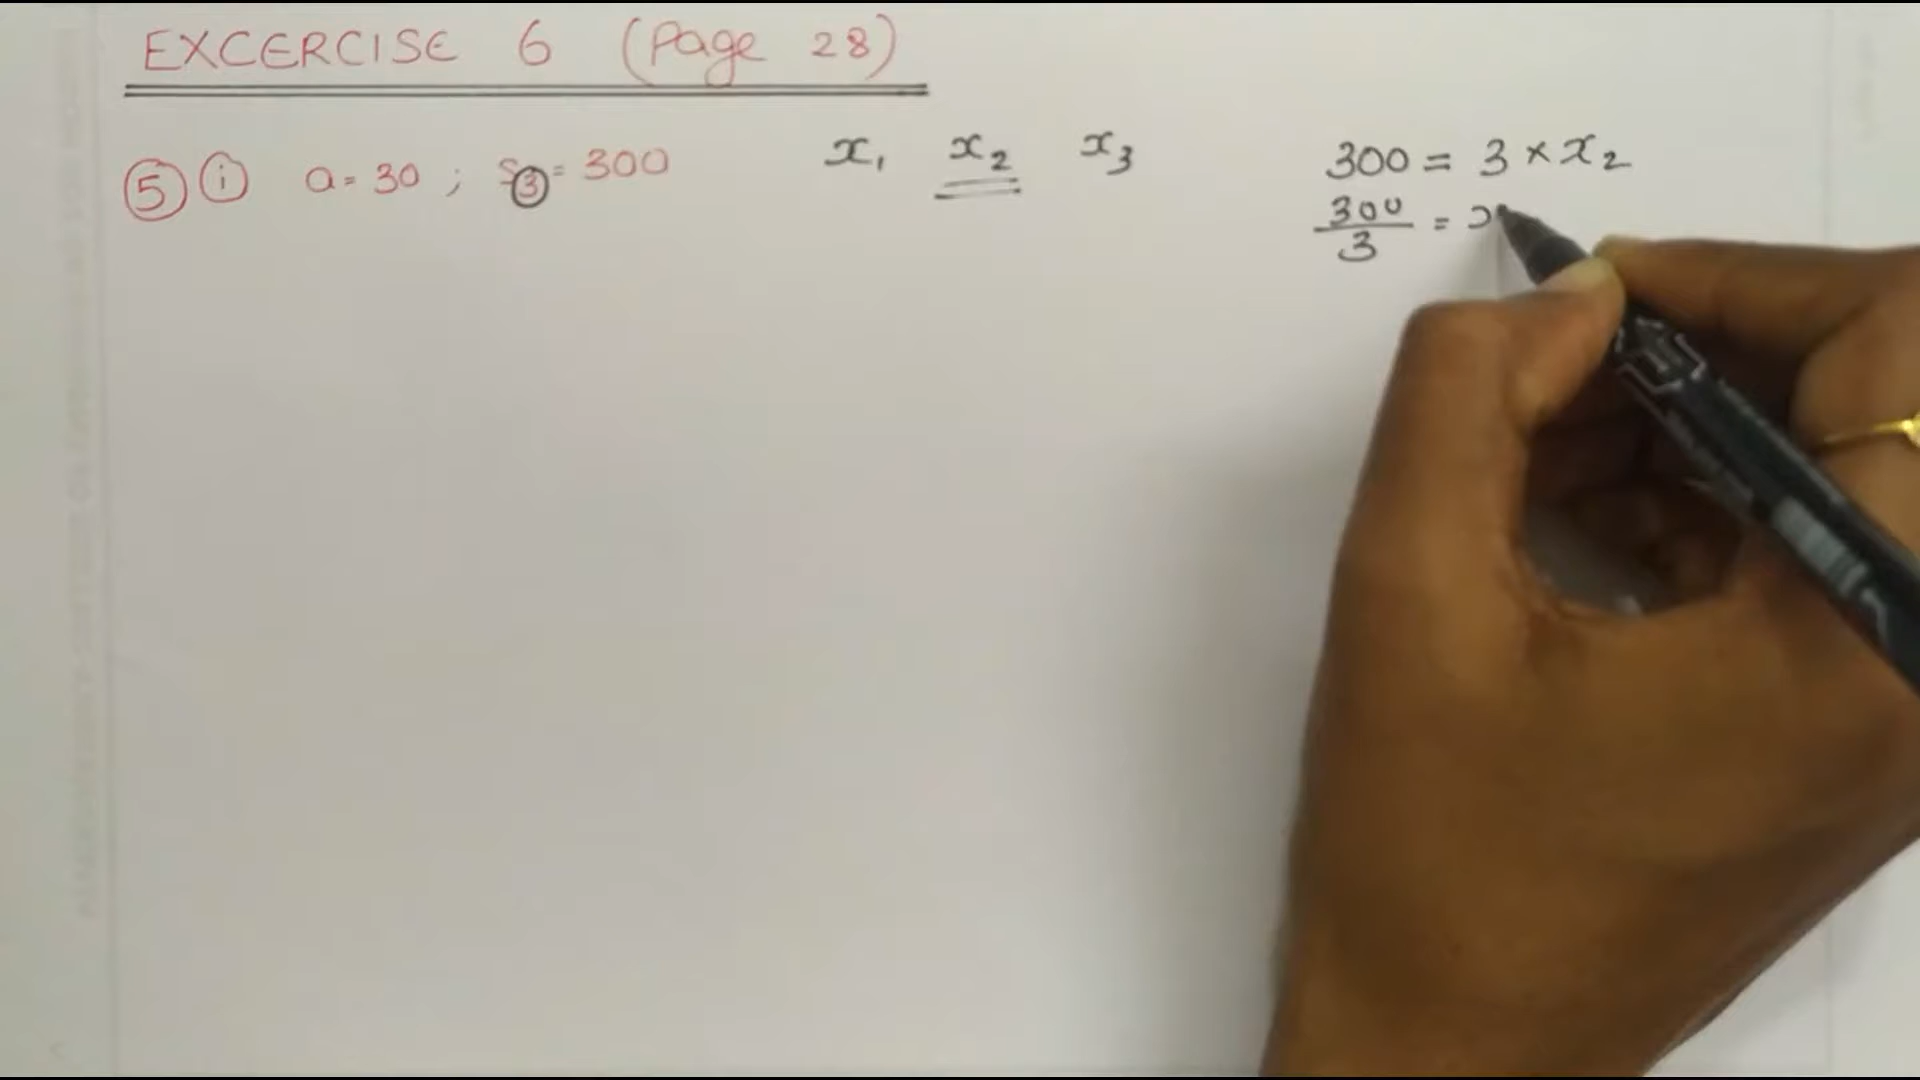 EXCERCISE 6 (Page 28)
5 i a = 30 ; S3 = 300
x1 x2 x3
300 = 3 × x2
300/3 =